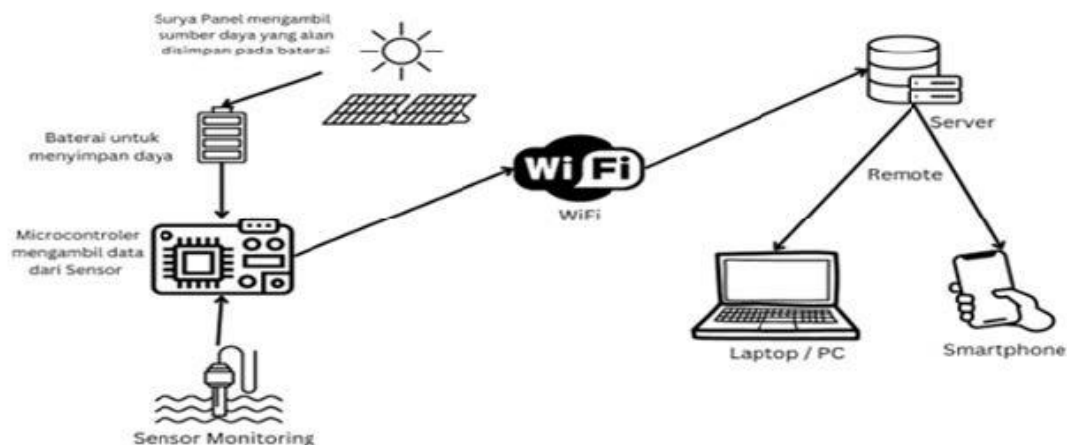 Surya Panel mengambil
sumber daya yang alan
disimpan pada baterai
Baterai untuk
menyimpan daya
Microcontroler
mengambil data
dari Sensor
Sensor Monitoring
Wi Fi
WiFi
Server
Remote
Laptop / PC
Smartphone